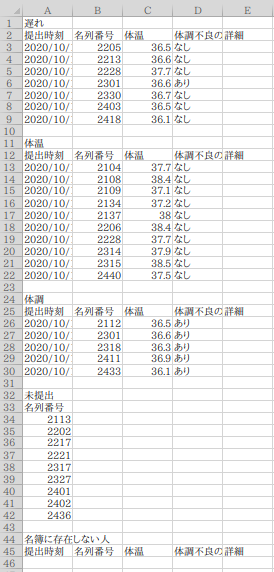 A B C D E
1 遅れ
2 提出時刻 名列番号 体温 体調不良の 詳細
3 2020/10/ 2205 36.5 なし
4 2020/10/ 2213 36.6 なし
5 2020/10/ 2228 37.7 なし
6 2020/10/ 2301 36.6 あり
7 2020/10/ 2330 36.7 なし
8 2020/10/ 2403 36.5 なし
9 2020/10/ 2418 36.1 なし
10
11 体温
12 提出時刻 名列番号 体温 体調不良の 詳細
13 2020/10/ 2104 37.7 なし
14 2020/10/ 2108 38.4 なし
15 2020/10/ 2109 37.1 なし
16 2020/10/ 2134 37.2 なし
17 2020/10/ 2137 38 なし
18 2020/10/ 2206 38.4 なし
19 2020/10/ 2228 37.7 なし
20 2020/10/ 2314 37.9 なし
21 2020/10/ 2315 38.5 なし
22 2020/10/ 2440 37.5 なし
23
24 体調
25 提出時刻 名列番号 体温 体調不良の 詳細
26 2020/10/ 2112 36.5 あり
27 2020/10/ 2301 36.6 あり
28 2020/10/ 2318 36.3 あり
29 2020/10/ 2411 36.9 あり
30 2020/10/ 2433 36.1 あり
31
32 未提出
33 名列番号
34 2113
35 2202
36 2217
37 2221
38 2317
39 2327
40 2401
41 2402
42 2436
43
44 名簿に存在しない人
45 提出時刻 名列番号 体温 体調不良の 詳細
46